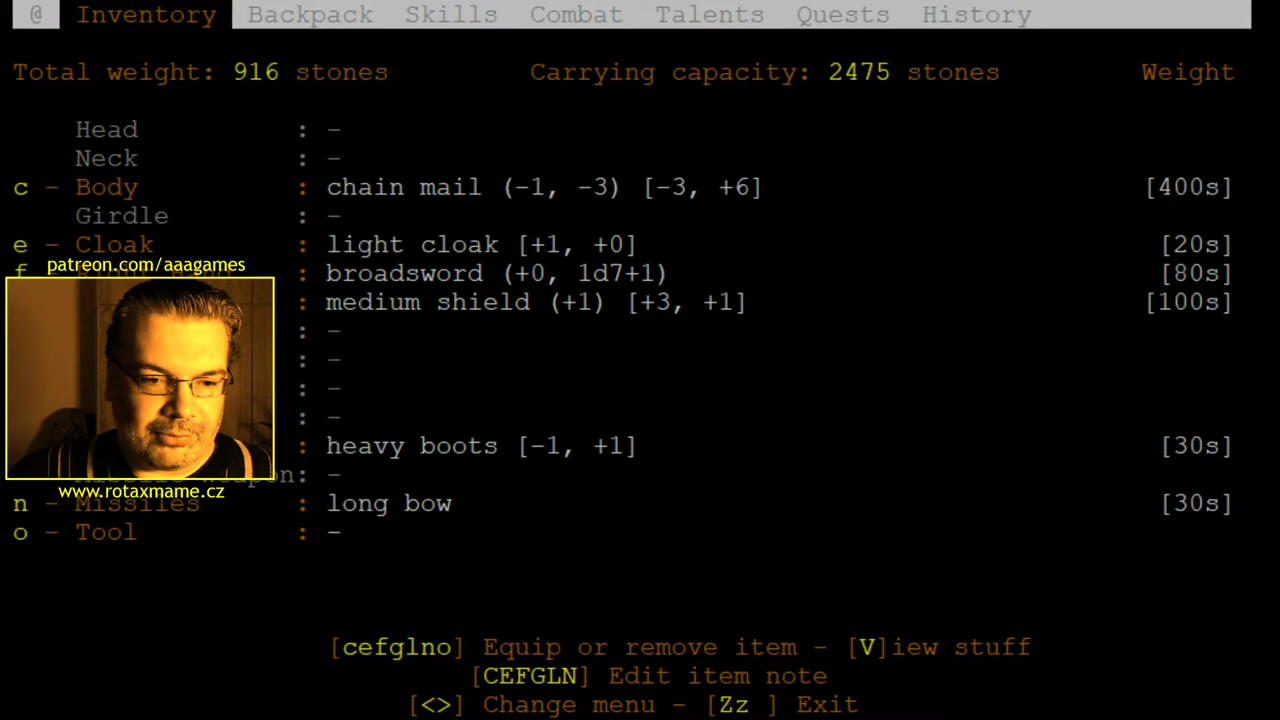 @ Inventory Backpack Skills Combat Talents Quests History
Total weight: 916 stones Carrying capacity: 2475 stones Weight
Head : -
Neck : -
c - Body : chain mail (-1, -3) [-3, +6] [400s]
Girdle : -
e - Cloak : light cloak [+1, +0] [20s]
patreon.com/aaagames
f : broadsword (+0, 1d7+1) [80s]
: medium shield (+1) [+3, +1] [100s]
: -
: -
: -
: -
: heavy boots [-1, +1] [30s]
: -
www.rotaxmame.cz
n - Missiles : long bow [30s]
o - Tool : -
[cefglno] Equip or remove item - [V]iew stuff
[CEFGLN] Edit item note
[<>] Change menu - [Zz ] Exit